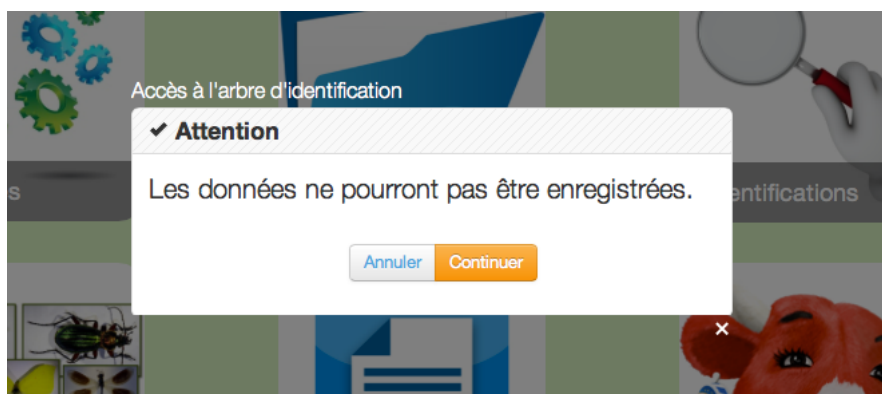 Accès à l'arbre d'identification
✔ Attention
Les données ne pourront pas être enregistrées.
s
entifications
Annuler Continuer
×